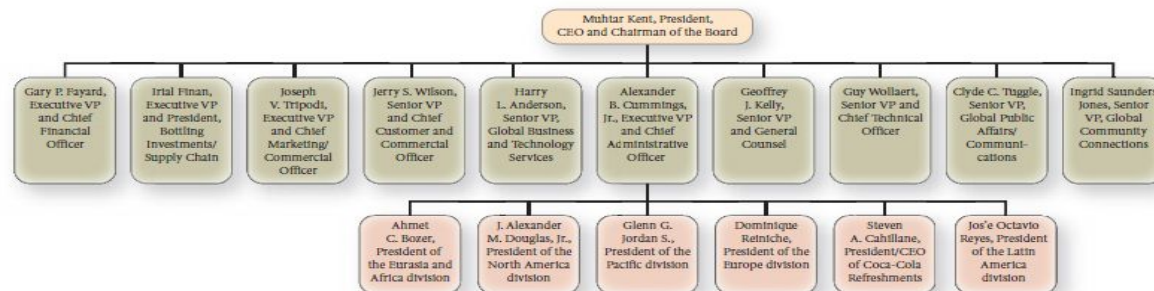 Muhtar Kent, President,
CEO and Chairman of the Board
Gary P. Fayard,
Executive VP
and Chief
Financial
Officer
Irial Finan,
Executive VP
and President,
Bottling
Investments/
Supply Chain
Joseph
V. Tripodi,
Executive VP
and Chief
Marketing/
Commercial
Officer
Jerry S. Wilson,
Senior VP
and Chief
Customer and
Commercial
Officer
Harry
L. Anderson,
Senior VP,
Global Business
and Technology
Services
Alexander
B. Cummings,
Jr., Executive VP
and Chief
Administrative
Officer
Geoffrey
J. Kelly,
Senior VP
and General
Counsel
Guy Wollaert,
Senior VP and
Chief Technical
Officer
Clyde C. Tuggle,
Senior VP,
Global Public
Affairs/
Communi-
cations
Ingrid Saunders
Jones, Senior
VP, Global
Community
Connections
Ahmet
C. Bozer,
President of
the Eurasia and
Africa division
J. Alexander
M. Douglas, Jr.,
President of the
North America
division
Glenn G.
Jordan S.,
President of the
Pacific division
Dominique
Reiniche,
President of the
Europe division
Steven
A. Cahillane,
President/CEO
of Coca-Cola
Refreshments
Jos'e Octavio
Reyes, President
of the Latin
America
division